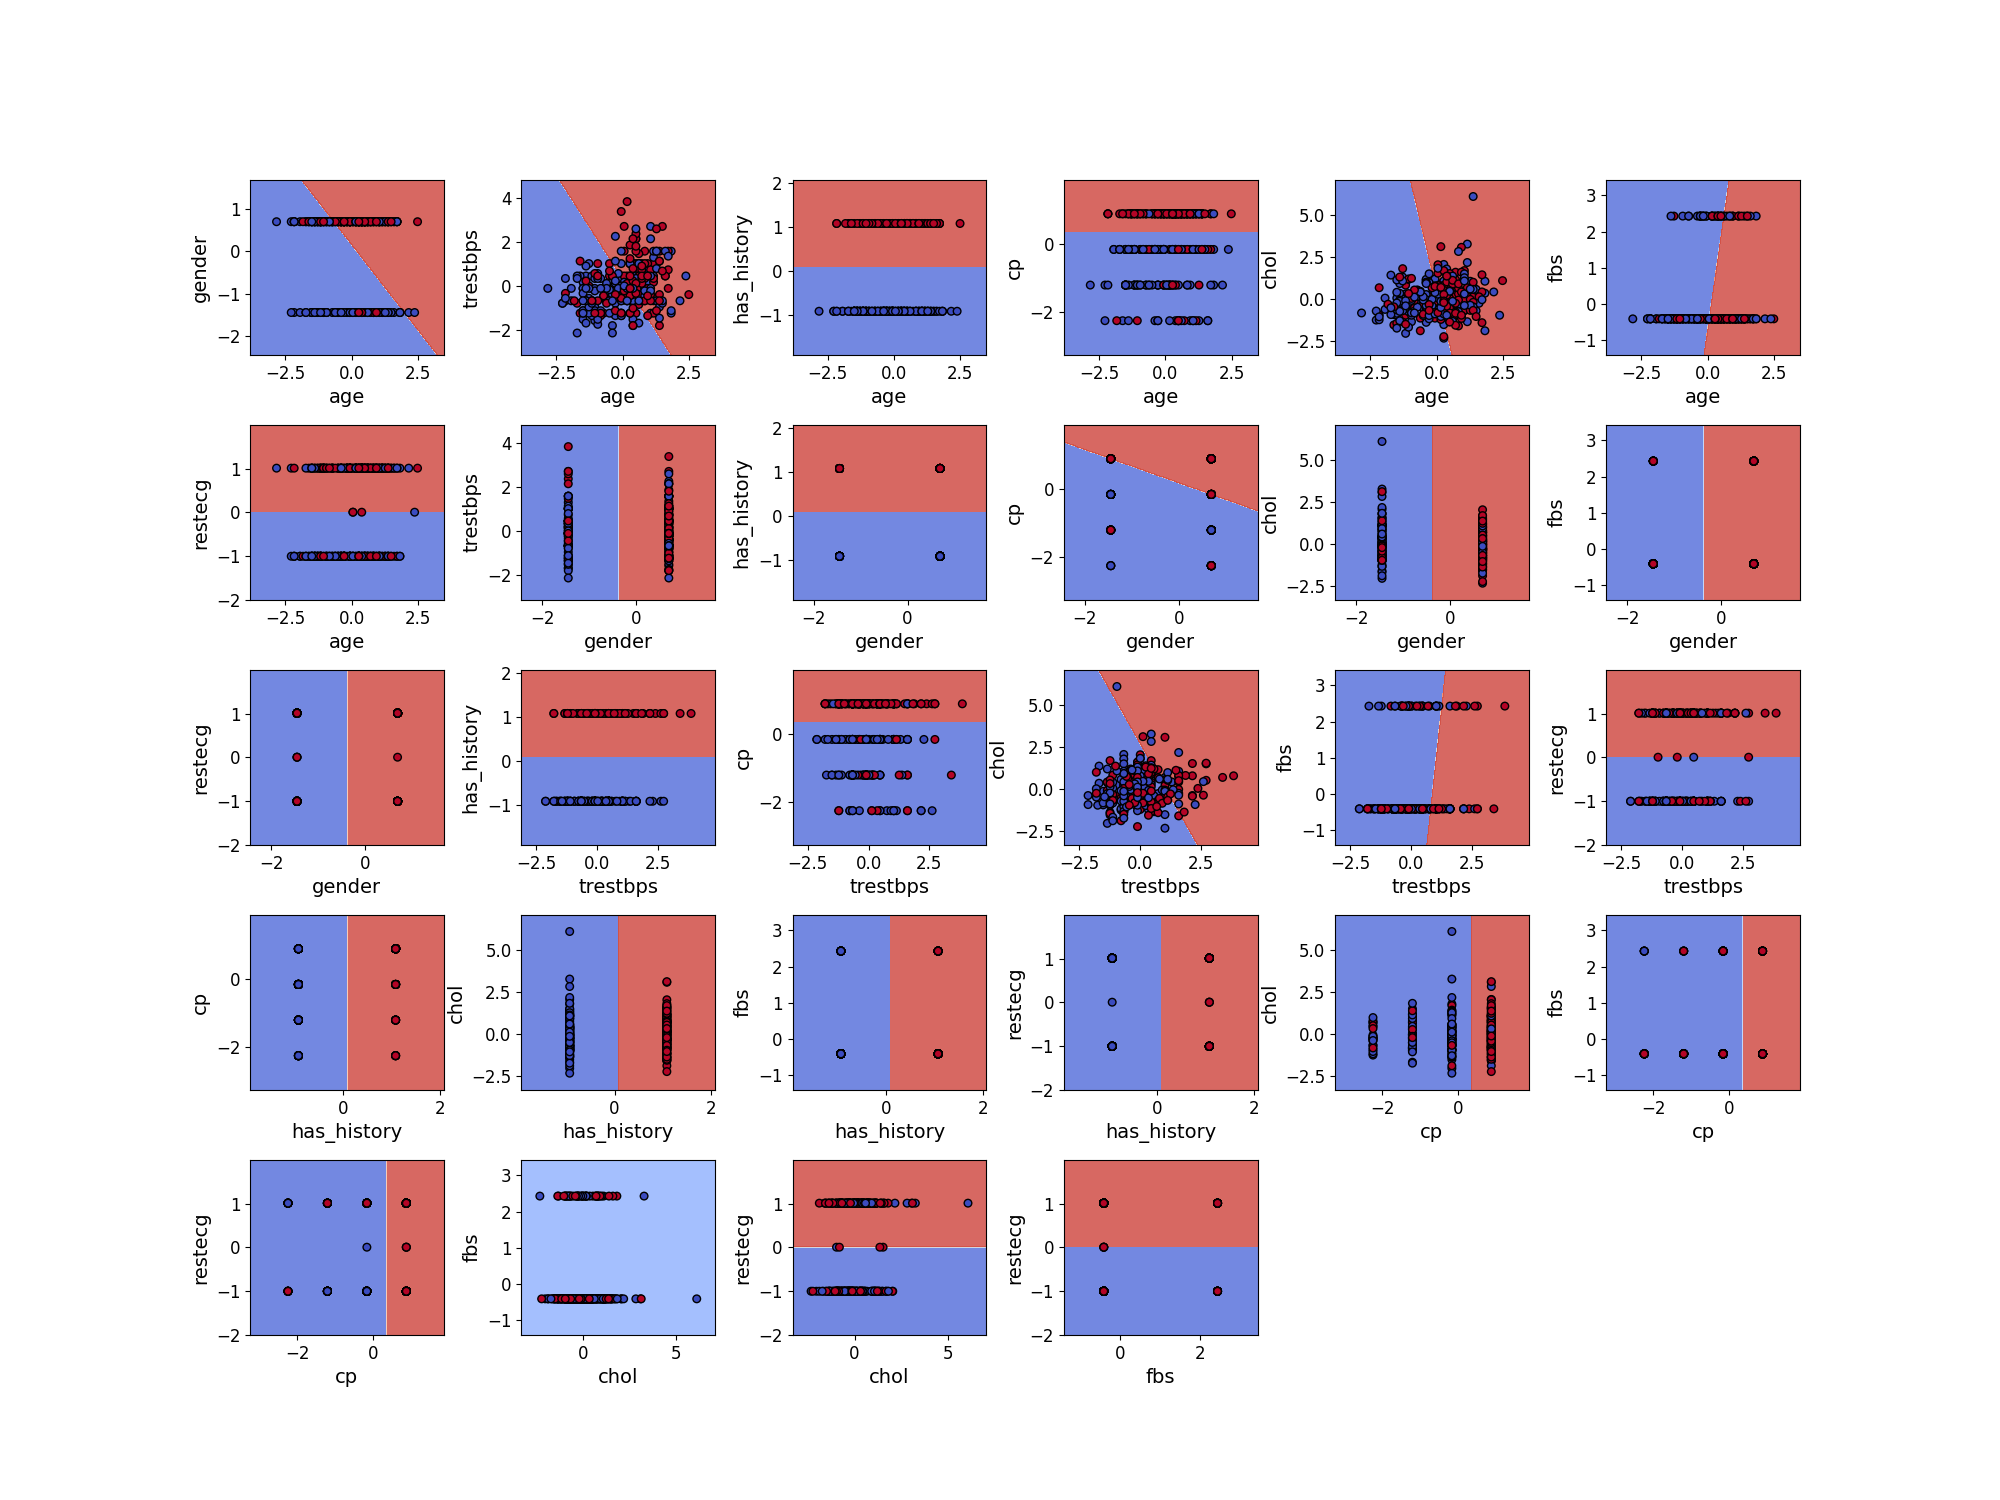 1 0 −1 −2 gender −2.5 0.0 2.5 age
4 2 0 −2 trestbps −2.5 0.0 2.5 age
2 1 0 −1 has_history −2.5 0.0 2.5 age
0 −2 cp −2.5 0.0 2.5 age
5.0 2.5 0.0 −2.5 chol −2.5 0.0 2.5 age
3 2 1 0 −1 fbs −2.5 0.0 2.5 age
1 0 −1 −2 restecg −2.5 0.0 2.5 age
4 2 0 −2 trestbps −2 0 gender
2 1 0 −1 has_history −2 0 gender
0 −2 cp −2 0 gender
5.0 2.5 0.0 −2.5 chol −2 0 gender
3 2 1 0 −1 fbs −2 0 gender
1 0 −1 −2 restecg −2 0 gender
2 1 0 −1 has_history −2.5 0.0 2.5 trestbps
0 −2 cp −2.5 0.0 2.5 trestbps
5.0 2.5 0.0 −2.5 chol −2.5 0.0 2.5 trestbps
3 2 1 0 −1 fbs −2.5 0.0 2.5 trestbps
1 0 −1 −2 restecg −2.5 0.0 2.5 trestbps
0 −2 cp 0 2 has_history
5.0 2.5 0.0 −2.5 chol 0 2 has_history
3 2 1 0 −1 fbs 0 2 has_history
1 0 −1 −2 restecg 0 2 has_history
5.0 2.5 0.0 −2.5 chol −2 0 cp
3 2 1 0 −1 fbs −2 0 cp
1 0 −1 −2 restecg −2 0 cp
3 2 1 0 −1 fbs 0 5 chol
1 0 −1 −2 restecg 0 5 chol
1 0 −1 −2 restecg 0 2 fbs